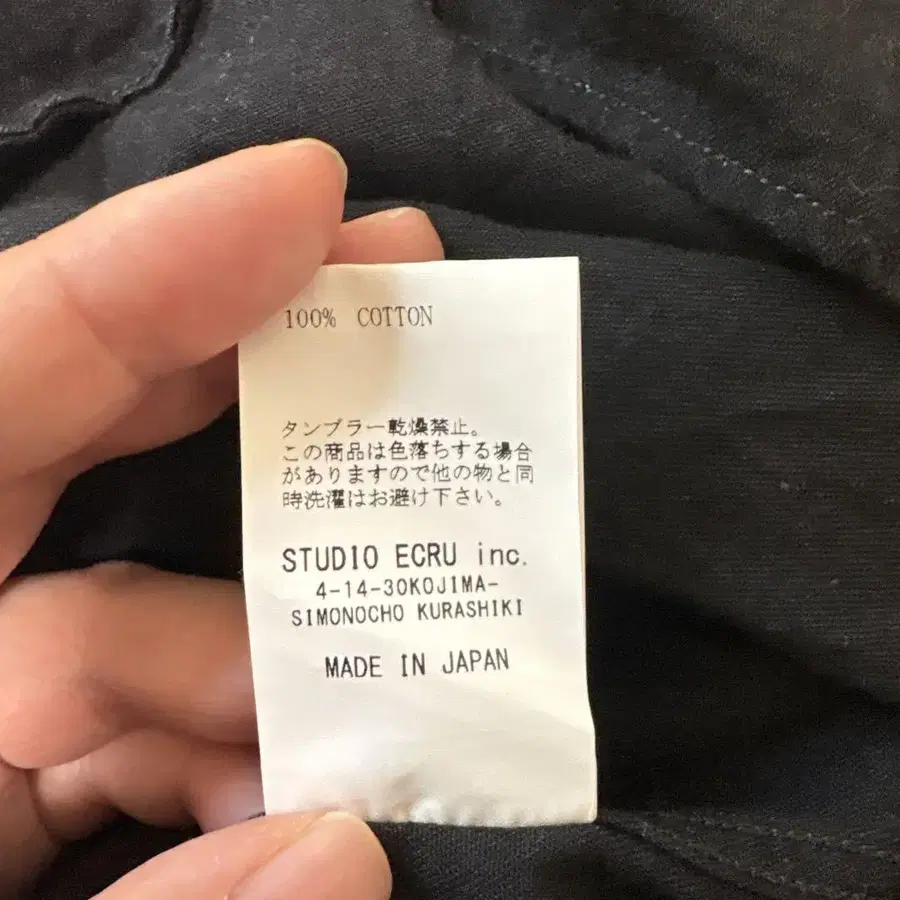 100% COTTON
タンブラー乾燥禁止。
この商品は色落ちする場合
がありますので他の物と同
時洗濯はお避け下さい。
STUDIO ECRU inc.
4-14-30KOJIMA-
SIMONOCHO KURASHIKI
MADE IN JAPAN